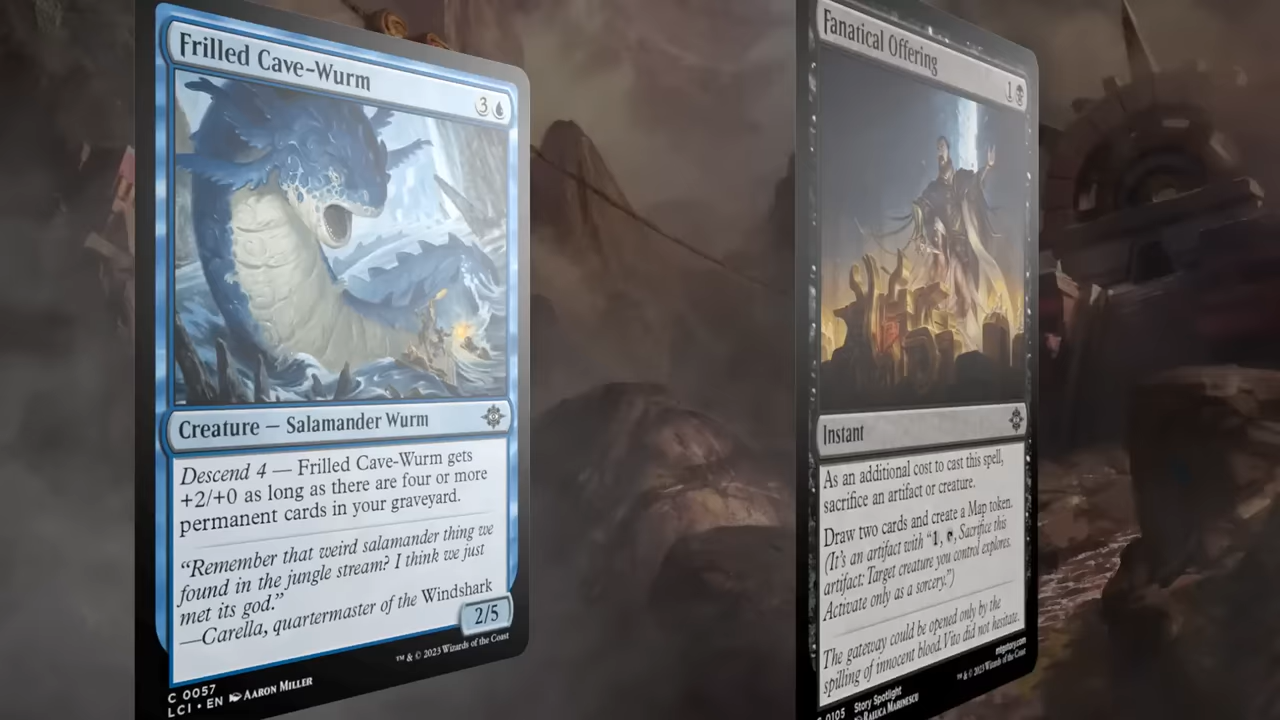 Frilled Cave-Wurm
3
Creature — Salamander Wurm
Descend 4 — Frilled Cave-Wurm gets
+2/+0 as long as there are four or more
permanent cards in your graveyard.
“Remember that weird salamander thing we
found in the jungle stream? I think we just
met its god.”
—Carella, quartermaster of the Windshark
2/5
™ & © 2023 Wizards of the Coast
C 0057
LCI • EN AARON MILLER
Fanatical Offering
1
Instant
As an additional cost to cast this spell,
sacrifice an artifact or creature.
Draw two cards and create a Map token.
(It's an artifact with “1, Sacrifice this
artifact: Target creature you control explores.
Activate only as a sorcery.”)
The gateway could be opened only by the
spilling of innocent blood. Vito did not hesitate.
mtgstory.com
™ & © 2023 Wizards of the Coast
0105 Story Spotlight
RALUCA MARINESCU